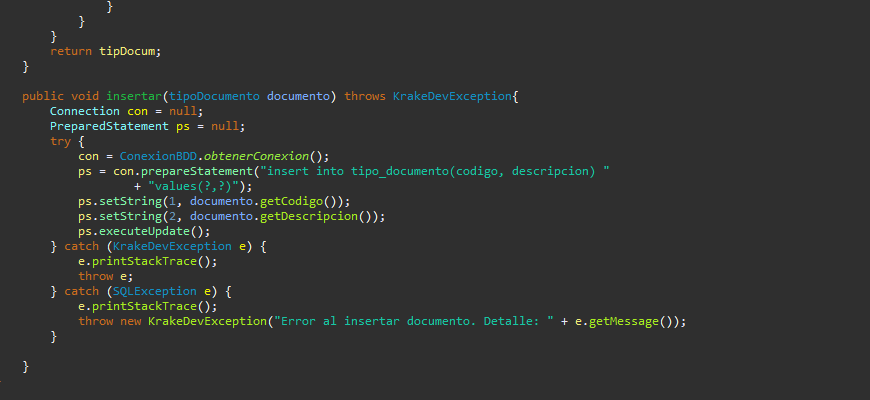 }
}
}
return tipDocum;
}
public void insertar(tipoDocumento documento) throws KrakeDevException{
Connection con = null;
PreparedStatement ps = null;
try {
con = ConexionBDD.obtenerConexion();
ps = con.prepareStatement("insert into tipo_documento(codigo, descripcion) "
+ "values(?,?)");
ps.setString(1, documento.getCodigo());
ps.setString(2, documento.getDescripcion());
ps.executeUpdate();
} catch (KrakeDevException e) {
e.printStackTrace();
throw e;
} catch (SQLException e) {
e.printStackTrace();
throw new KrakeDevException("Error al insertar documento. Detalle: " + e.getMessage());
}
}